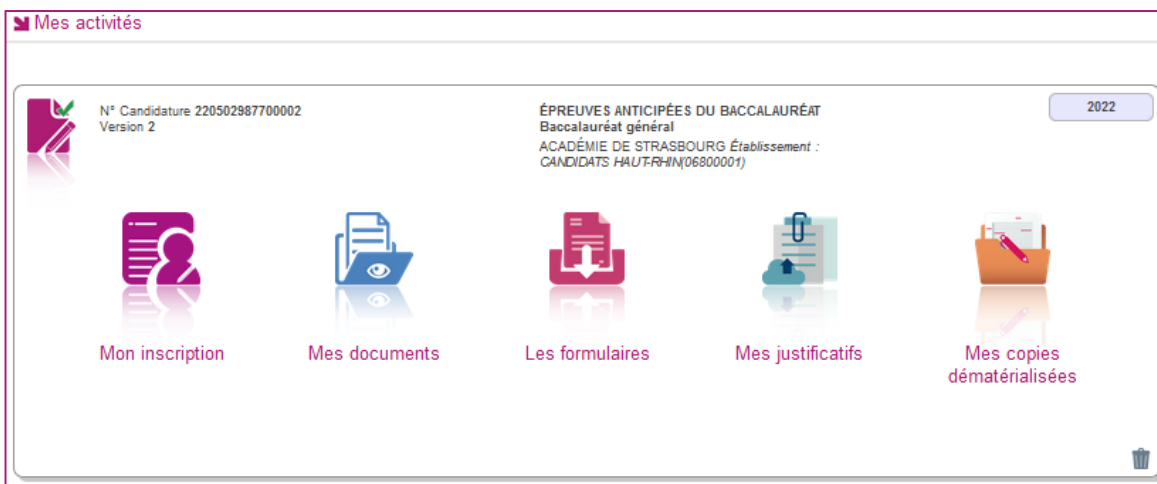 Mes activités
N° Candidature 220502987700002
Version 2
ÉPREUVES ANTICIPÉES DU BACCALAURÉAT
Baccalauréat général
ACADÉMIE DE STRASBOURG Établissement :
CANDIDATS HAUT-RHIN(06800001)
2022
Mon inscription
Mes documents
Les formulaires
Mes justificatifs
Mes copies
dématérialisées